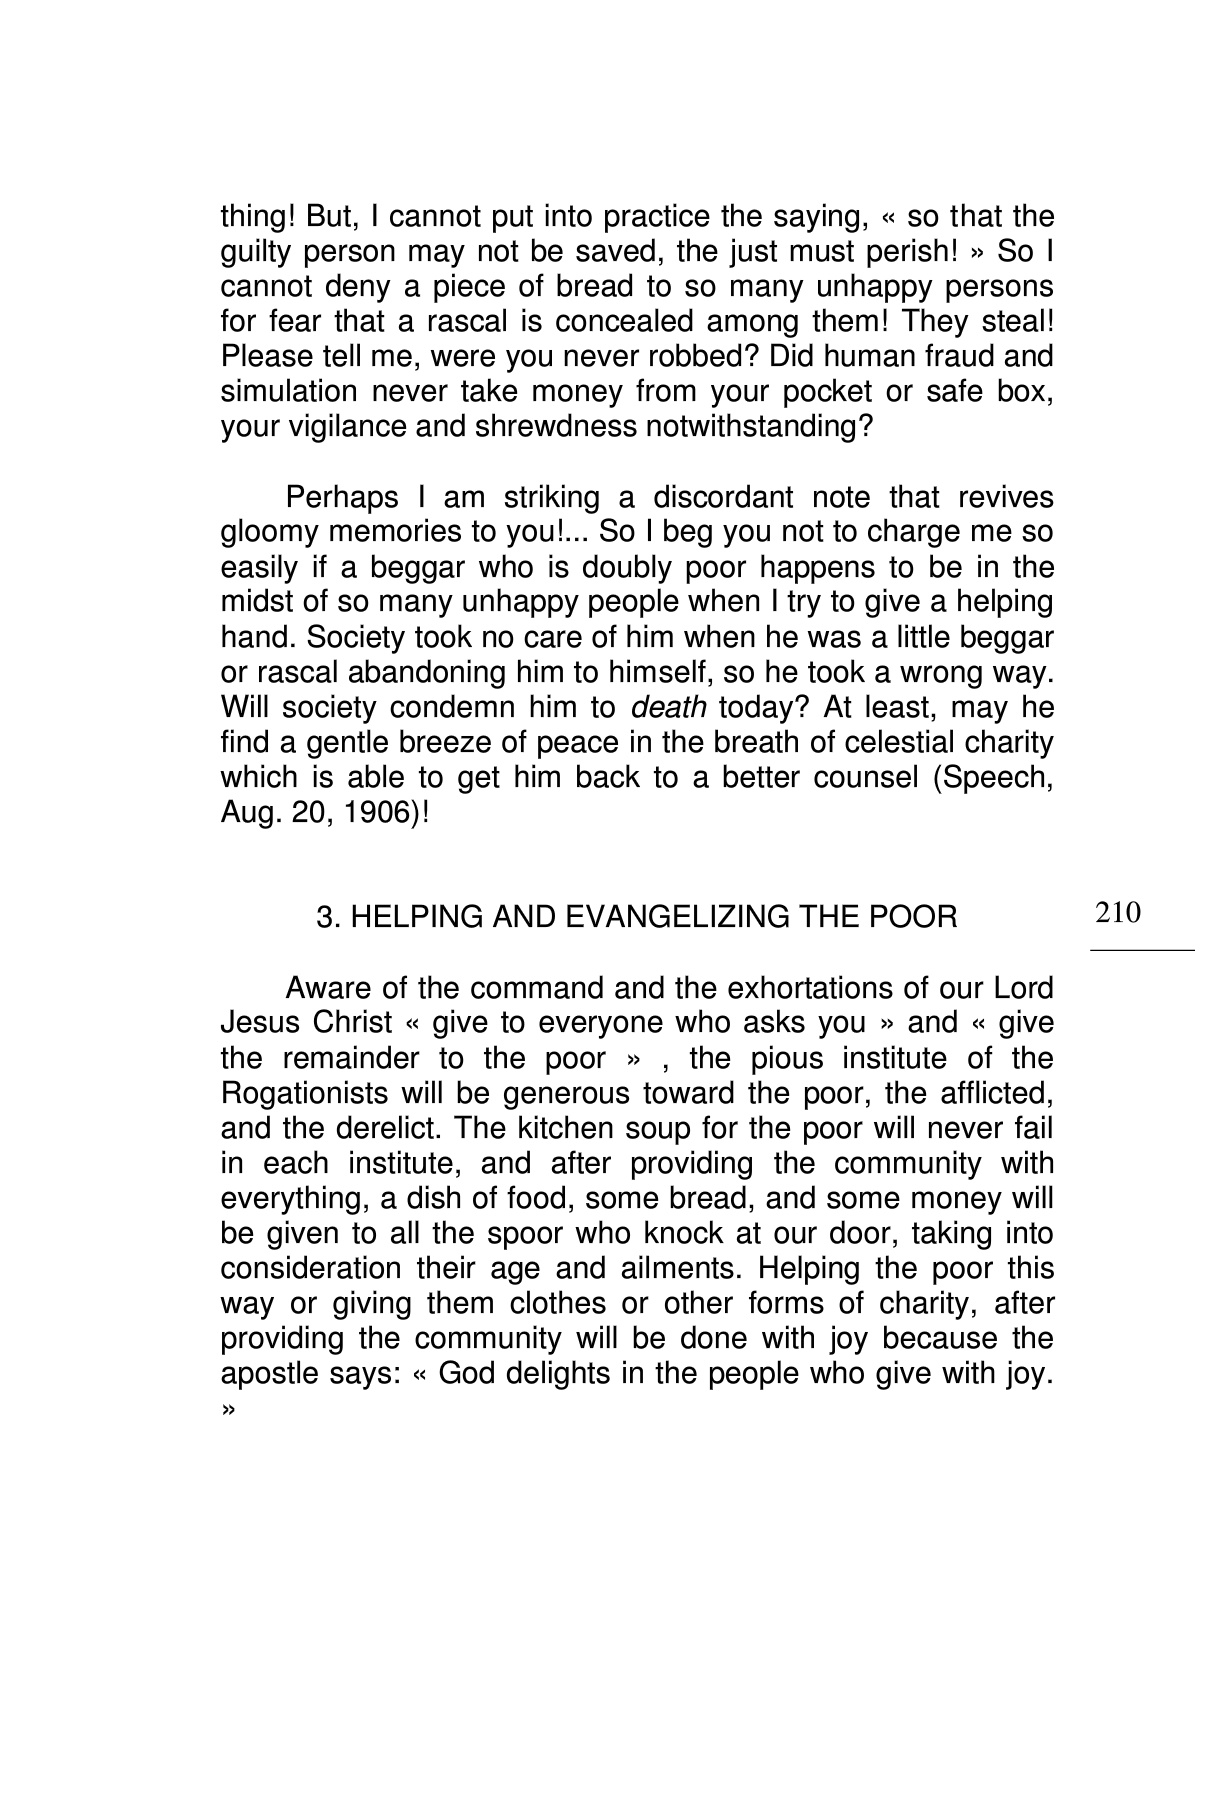 thing! But, I cannot put into practice the saying, « so that the
guilty person may not be saved, the just must perish! » So I
cannot deny a piece of bread to so many unhappy persons
for fear that a rascal is concealed among them! They steal!
Please tell me, were you never robbed? Did human fraud and
simulation never take money from your pocket or safe box,
your vigilance and shrewdness notwithstanding?
Perhaps I am striking a discordant note that revives
gloomy memories to you!... So I beg you not to charge me so
easily if a beggar who is doubly poor happens to be in the
midst of so many unhappy people when I try to give a helping
hand. Society took no care of him when he was a little beggar
or rascal abandoning him to himself, so he took a wrong way.
Will society condemn him to death today? At least, may he
find a gentle breeze of peace in the breath of celestial charity
which is able to get him back to a better counsel (Speech,
Aug. 20, 1906)!
3. HELPING AND EVANGELIZING THE POOR
210
Aware of the command and the exhortations of our Lord
Jesus Christ « give to everyone who asks you » and « give
the remainder to the poor » , the pious institute of the
Rogationists will be generous toward the poor, the afflicted,
and the derelict. The kitchen soup for the poor will never fail
in each institute, and after providing the community with
everything, a dish of food, some bread, and some money will
be given to all the spoor who knock at our door, taking into
consideration their age and ailments. Helping the poor this
way or giving them clothes or other forms of charity, after
providing the community will be done with joy because the
apostle says: « God delights in the people who give with joy.
»